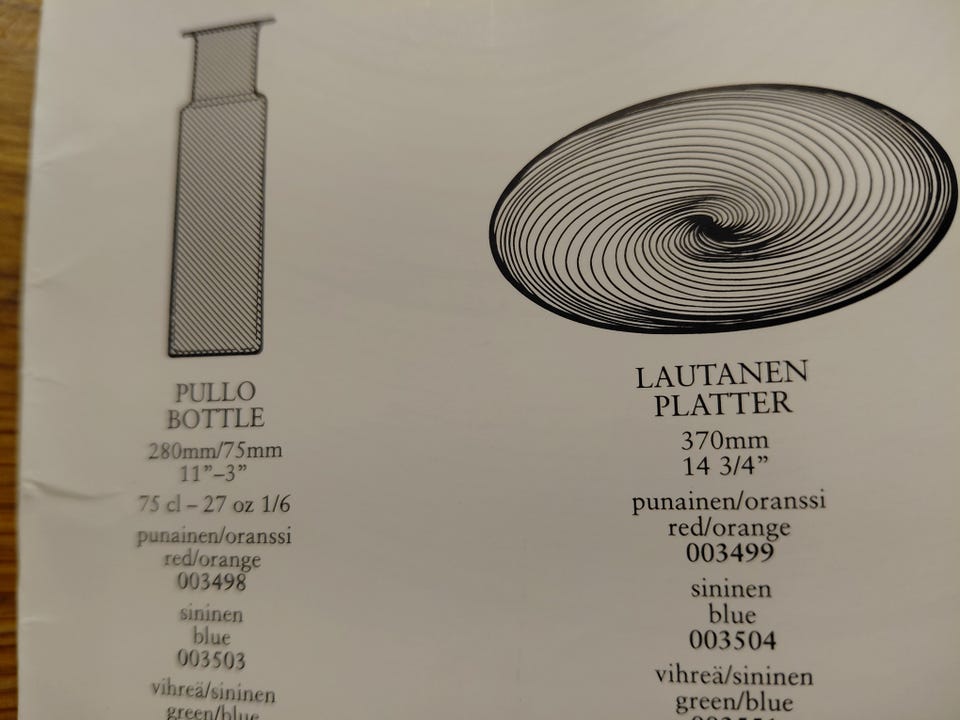 PULLO
BOTTLE
280mm/75mm
11”–3”
75 cl – 27 oz 1/6
punainen/oranssi
red/orange
003498
sininen
blue
003503
vihreä/sininen
green/blue
LAUTANEN
PLATTER
370mm
14 3/4”
punainen/oranssi
red/orange
003499
sininen
blue
003504
vihreä/sininen
green/blue